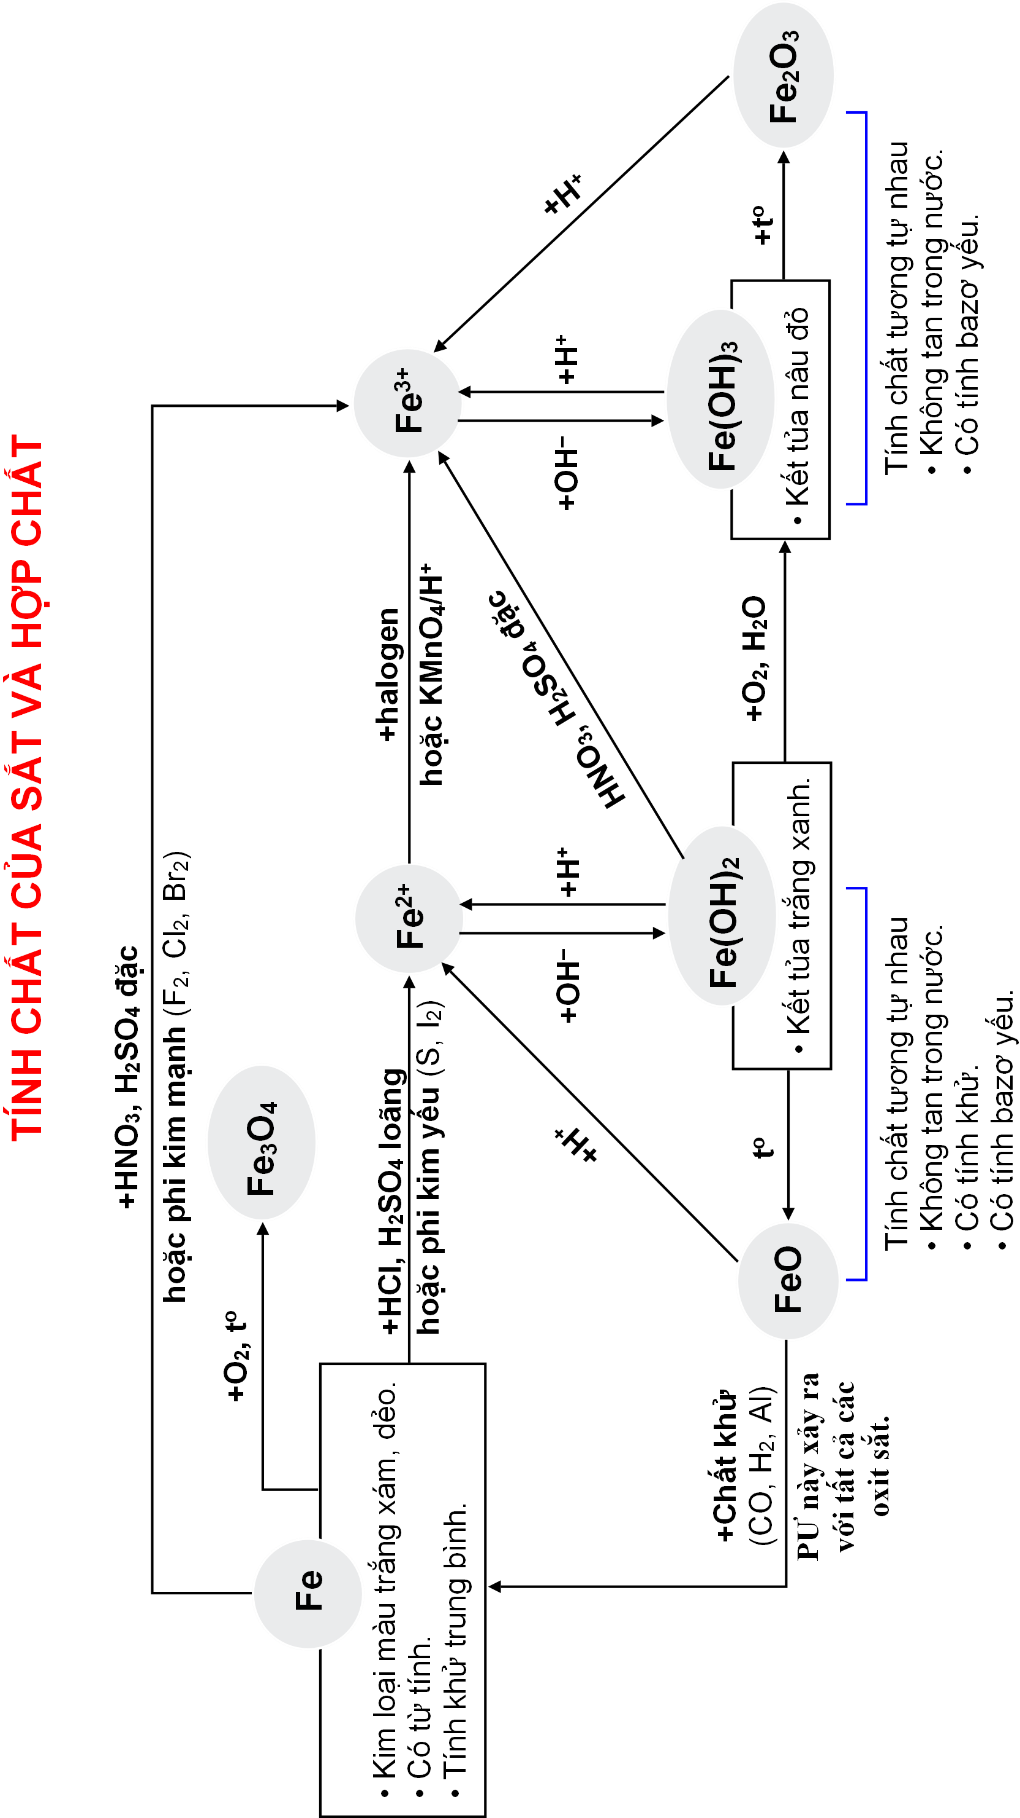 TÍNH CHẤT CỦA SẮT VÀ HỢP CHẤT
+HNO₃, H₂SO₄ đặc
hoặc phi kim mạnh (F₂, Cl₂, Br₂)
+O₂, tº
Fe₃O₄
Fe
• Kim loại màu trắng xám, dẻo.
• Có từ tính.
• Tính khử trung bình.
+HCl, H₂SO₄ loãng
hoặc phi kim yếu (S, I₂)
Fe²⁺
+halogen
hoặc KMnO₄/H⁺
Fe³⁺
+H⁺
+OH⁻
+H⁺
HNO₃, H₂SO₄ đặc
+OH⁻
+H⁺
+H⁺
+Chất khử
(CO, H₂, Al)
PƯ này xảy ra
với tất cả các
oxit sắt.
FeO
tº
Fe(OH)₂
• Kết tủa trắng xanh.
+O₂, H₂O
Fe(OH)₃
• Kết tủa nâu đỏ
+tº
Fe₂O₃
Tính chất tương tự nhau
• Không tan trong nước.
• Có tính khử.
• Có tính bazơ yếu.
Tính chất tương tự nhau
• Không tan trong nước.
• Có tính bazơ yếu.